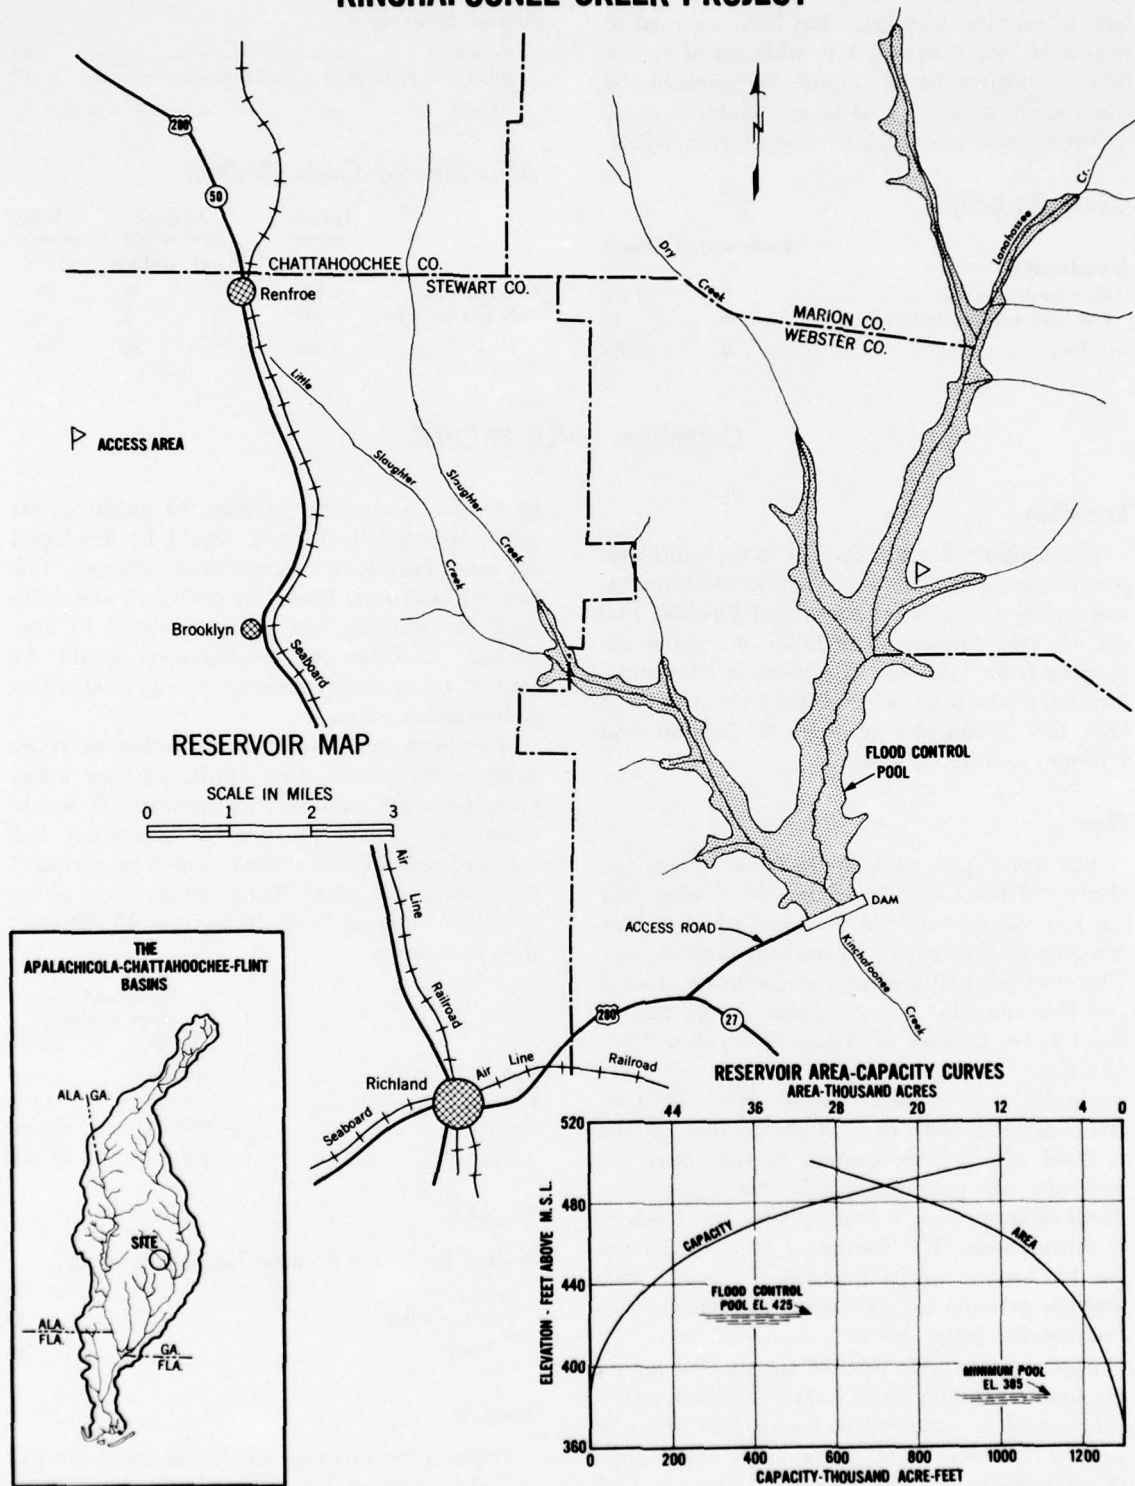 KINCHAFOONEE CREEK PROJECT
280
50
CHATTAHOOCHEE CO.
STEWART CO.
Renfroe
Dry
Creek
MARION CO.
WEBSTER CO.
Lanahassee
Cr.
ACCESS AREA
Little
Slaughter
Creek
Slaughter
Creek
Brooklyn
Seaboard
RESERVOIR MAP
SCALE IN MILES
0 1 2 3
FLOOD CONTROL
POOL
Air
Line
Railroad
DAM
ACCESS ROAD
Kinchafoonee
Creek
280
27
Richland
Air Line Railroad
Seaboard
THE
APALACHICOLA-CHATTAHOOCHEE-FLINT
BASINS
ALA. GA.
SITE
ALA.
FLA.
GA.
FLA.
RESERVOIR AREA-CAPACITY CURVES
AREA-THOUSAND ACRES
44 36 28 20 12 4 0
520
480
440
400
360
ELEVATION - FEET ABOVE M.S.L.
CAPACITY
AREA
FLOOD CONTROL
POOL EL. 425
MINIMUM POOL
EL. 385
0 200 400 600 800 1000 1200
CAPACITY-THOUSAND ACRE-FEET